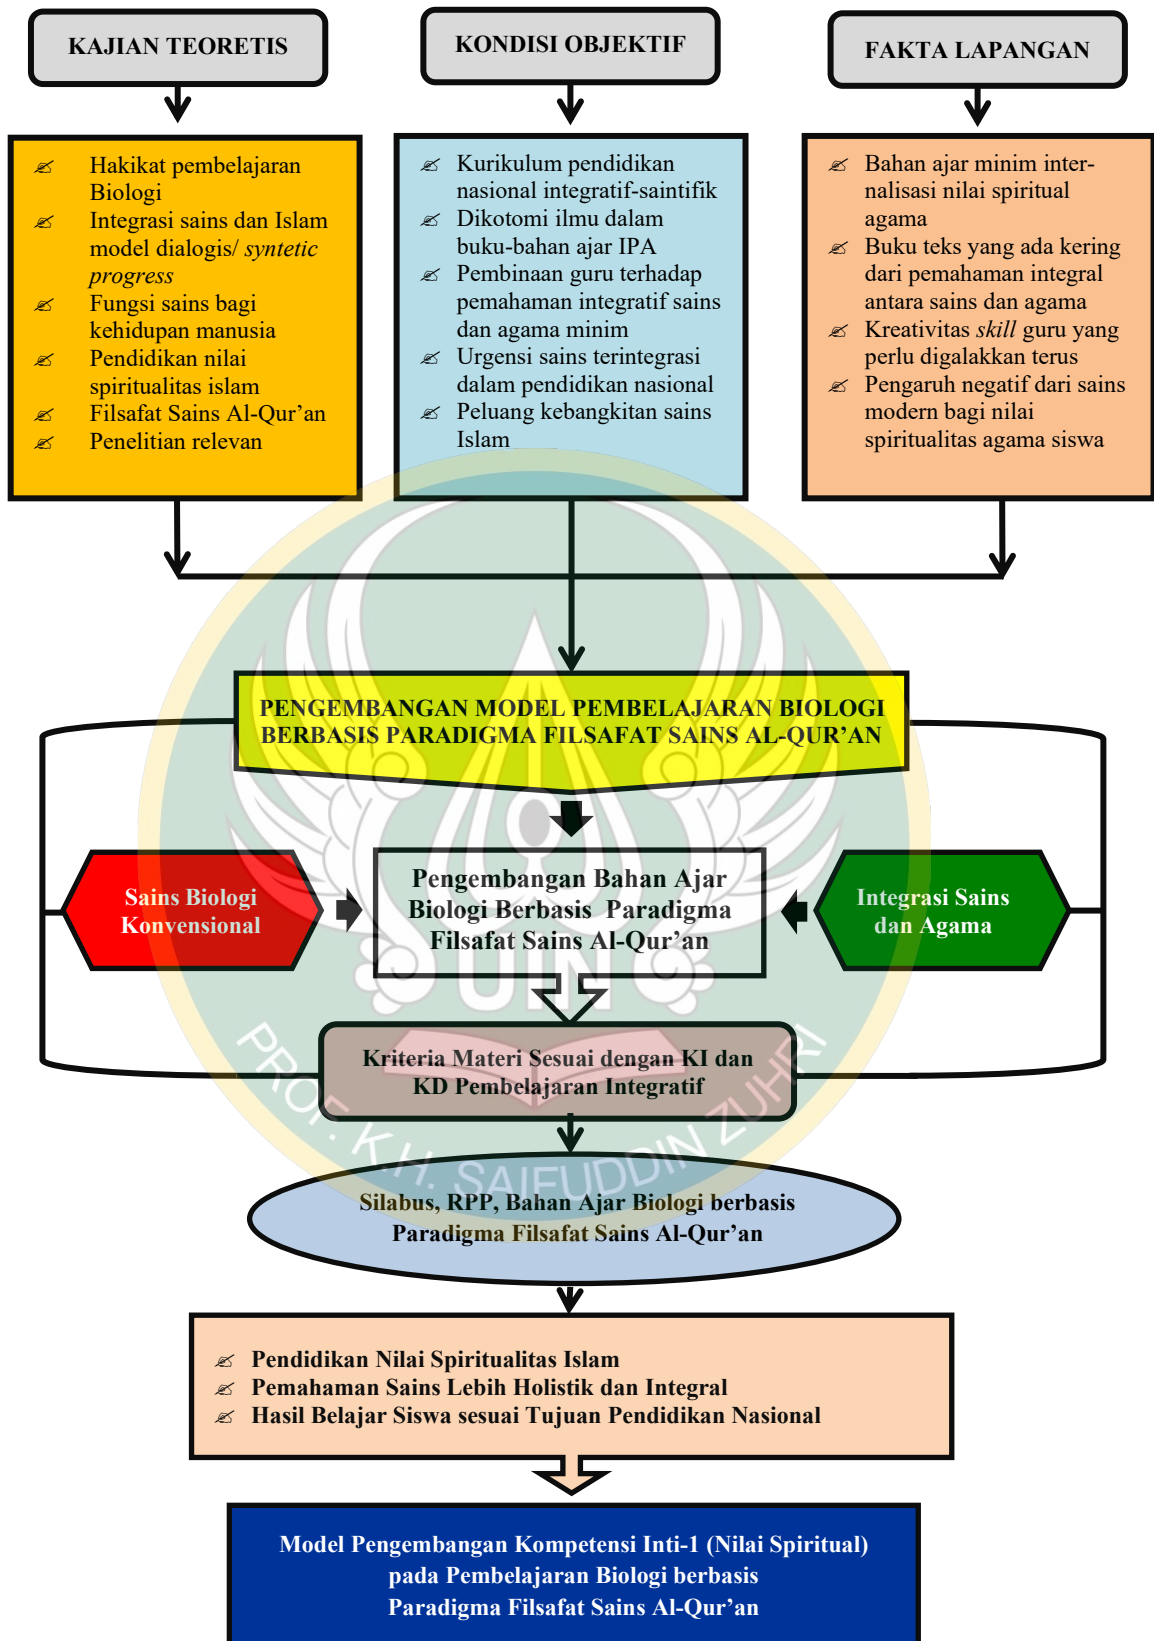 KAJIAN TEORETIS
Hakikat pembelajaran
Biologi
Integrasi sains dan Islam
model dialogis/ syntetic
progress
Fungsi sains bagi
kehidupan manusia
Pendidikan nilai
spiritualitas islam
Filsafat Sains Al-Qur’an
Penelitian relevan
KONDISI OBJEKTIF
Kurikulum pendidikan
nasional integratif-saintifik
Dikotomi ilmu dalam
buku-bahan ajar IPA
Pembinaan guru terhadap
pemahaman integratif sains
dan agama minim
Urgensi sains terintegrasi
dalam pendidikan nasional
Peluang kebangkitan sains
Islam
FAKTA LAPANGAN
Bahan ajar minim inter-
nalisasi nilai spiritual
agama
Buku teks yang ada kering
dari pemahaman integral
antara sains dan agama
Kreativitas skill guru yang
perlu digalakkan terus
Pengaruh negatif dari sains
modern bagi nilai
spiritualitas agama siswa
PENGEMBANGAN MODEL PEMBELAJARAN BIOLOGI
BERBASIS PARADIGMA FILSAFAT SAINS AL-QUR’AN
Sains Biologi
Konvensional
Pengembangan Bahan Ajar
Biologi Berbasis Paradigma
Filsafat Sains Al-Qur’an
Integrasi Sains
dan Agama
UIN
Kriteria Materi Sesuai dengan KI dan
KD Pembelajaran Integratif
PROF. K.H. SAIFUDDIN ZUHRI
Silabus, RPP, Bahan Ajar Biologi berbasis
Paradigma Filsafat Sains Al-Qur’an
Pendidikan Nilai Spiritualitas Islam
Pemahaman Sains Lebih Holistik dan Integral
Hasil Belajar Siswa sesuai Tujuan Pendidikan Nasional
Model Pengembangan Kompetensi Inti-1 (Nilai Spiritual)
pada Pembelajaran Biologi berbasis
Paradigma Filsafat Sains Al-Qur’an